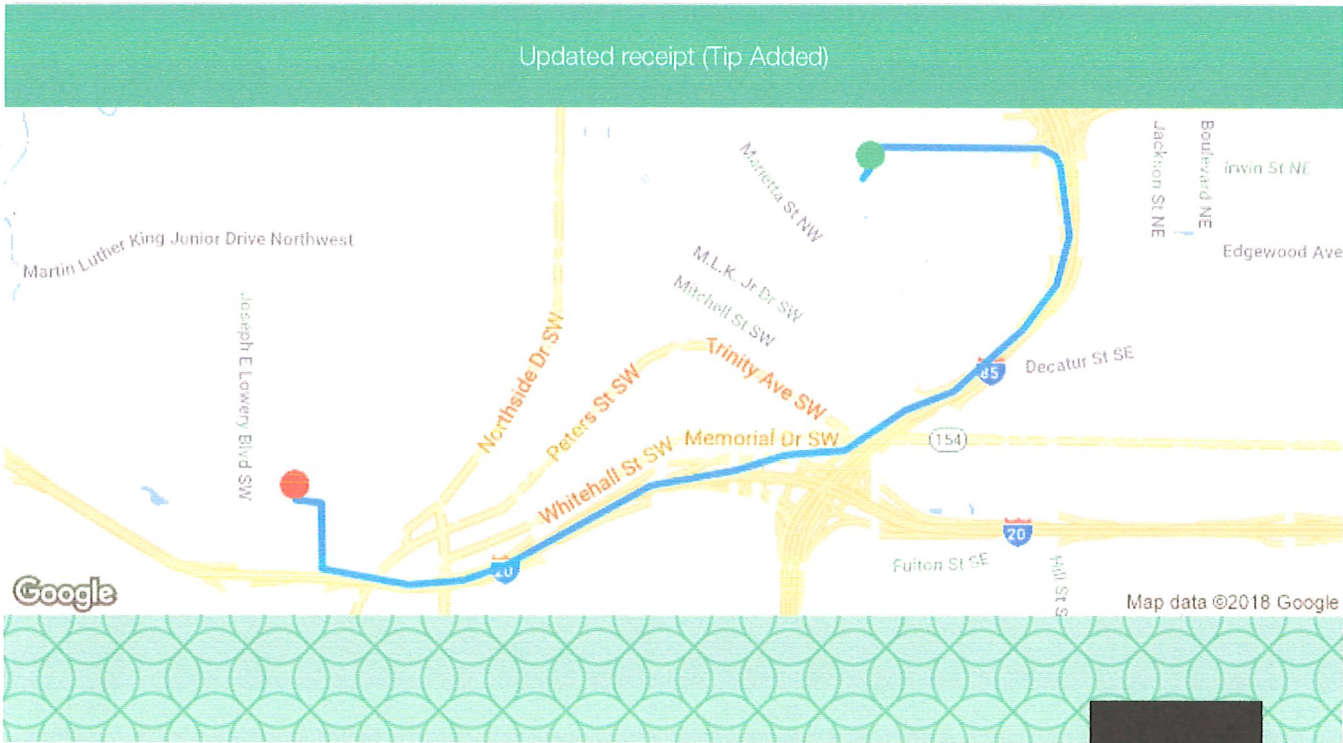 Updated receipt (Tip Added)
Marietta St NW
Jackson St NE
Boulevard NE
Irwin St NE
Martin Luther King Junior Drive Northwest
Edgewood Ave
M.L.K. Jr Dr SW
Mitchell St SW
Joseph E Lowery Blvd SW
Northside Dr SW
Peters St SW
Trinity Ave SW
85
Decatur St SE
Whitehall St SW
Memorial Dr SW
154
20
20
Fulton St SE
Hill St S
Google
Map data ©2018 Google